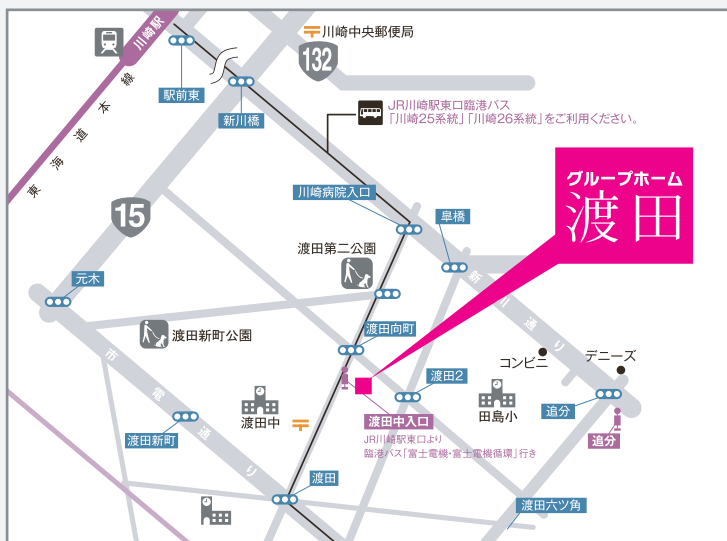 川崎駅
川崎中央郵便局
132
駅前東
新川橋
東海道本線
JR川崎駅東口臨港バス
「川崎25系統」「川崎26系統」をご利用ください。
グループホーム
渡田
15
川崎病院入口
皐橋
渡田第二公園
新川通り
元木
渡田新町公園
渡田向町
コンビニ
デニーズ
市電通り
渡田2
田島小
追分
渡田中
渡田中入口
JR川崎駅東口より
臨港バス「富士電機・富士電機循環」行き
追分
渡田新町
渡田
渡田六ツ角